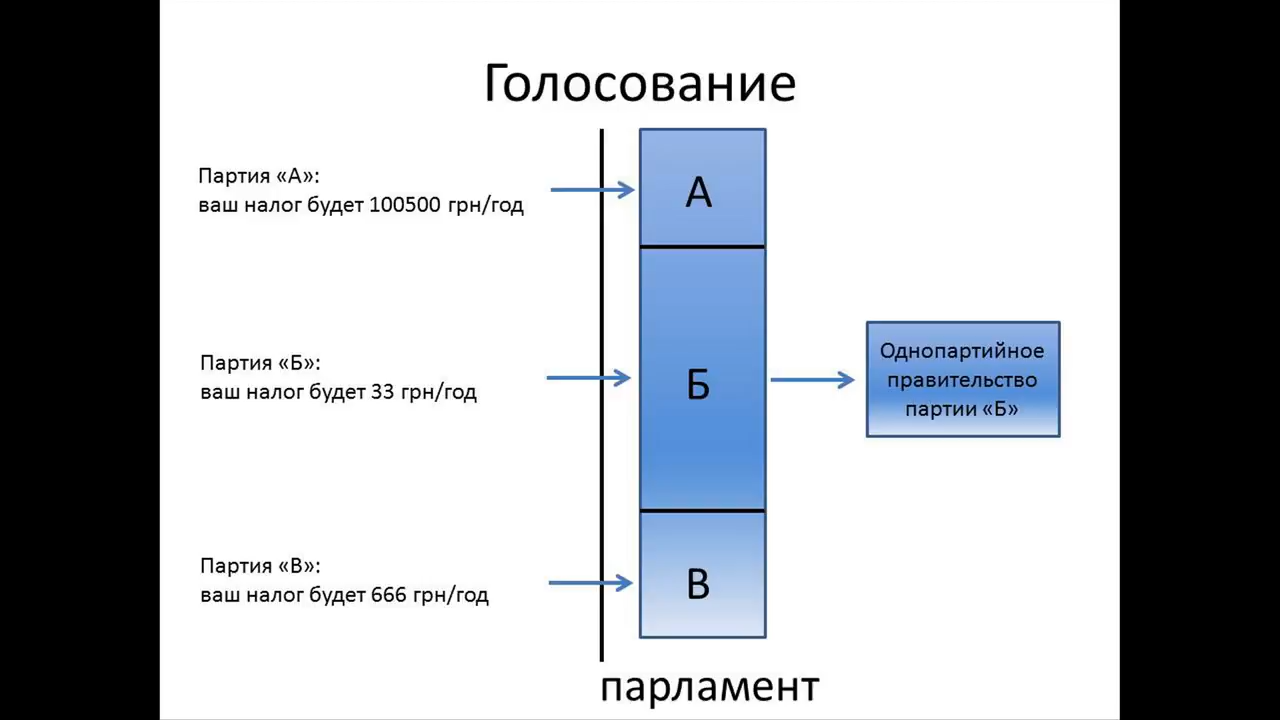 Голосование
Партия «А»:
ваш налог будет 100500 грн/год
А
Партия «Б»:
ваш налог будет 33 грн/год
Б
Однопартийное
правительство
партии «Б»
Партия «В»:
ваш налог будет 666 грн/год
В
парламент